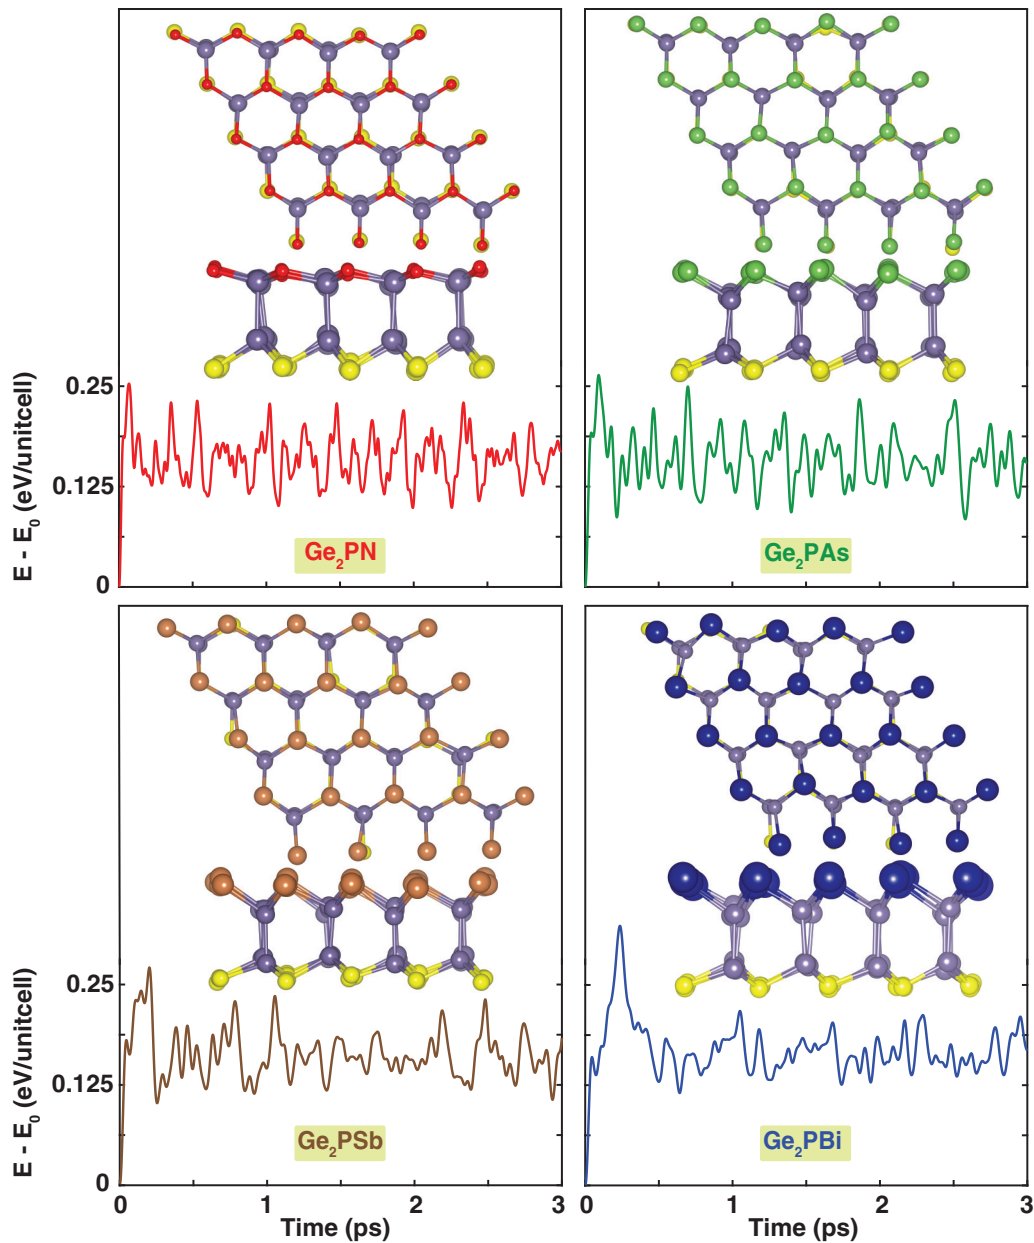 0.25
0.125
0
E - E₀ (eV/unitcell)
Ge₂PN
Ge₂PAs
0.25
0.125
0
E - E₀ (eV/unitcell)
Ge₂PSb
Ge₂PBi
0 1 2 3
0 1 2 3
Time (ps)
Time (ps)